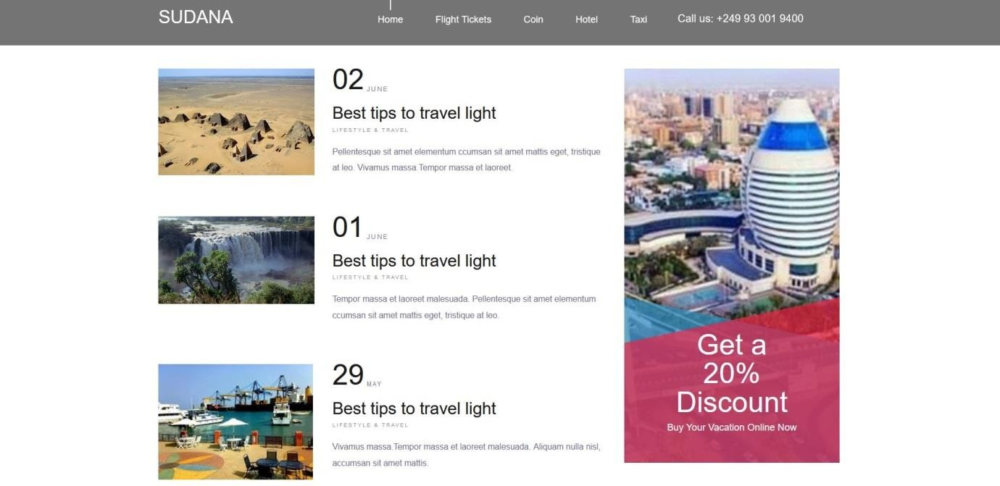 SUDANA
Home Flight Tickets Coin Hotel Taxi Call us: +249 93 001 9400
02 JUNE
Best tips to travel light
LIFESTYLE & TRAVEL
Pellentesque sit amet elementum ccumsan sit amet mattis eget, tristique
at leo. Vivamus massa.Tempor massa et laoreet.
01 JUNE
Best tips to travel light
LIFESTYLE & TRAVEL
Tempor massa et laoreet malesuada. Pellentesque sit amet elementum
ccumsan sit amet mattis eget, tristique at leo.
29 MAY
Best tips to travel light
LIFESTYLE & TRAVEL
Vivamus massa.Tempor massa et laoreet malesuada. Aliquam nulla nisl,
accumsan sit amet mattis.
Get a
20%
Discount
Buy Your Vacation Online Now